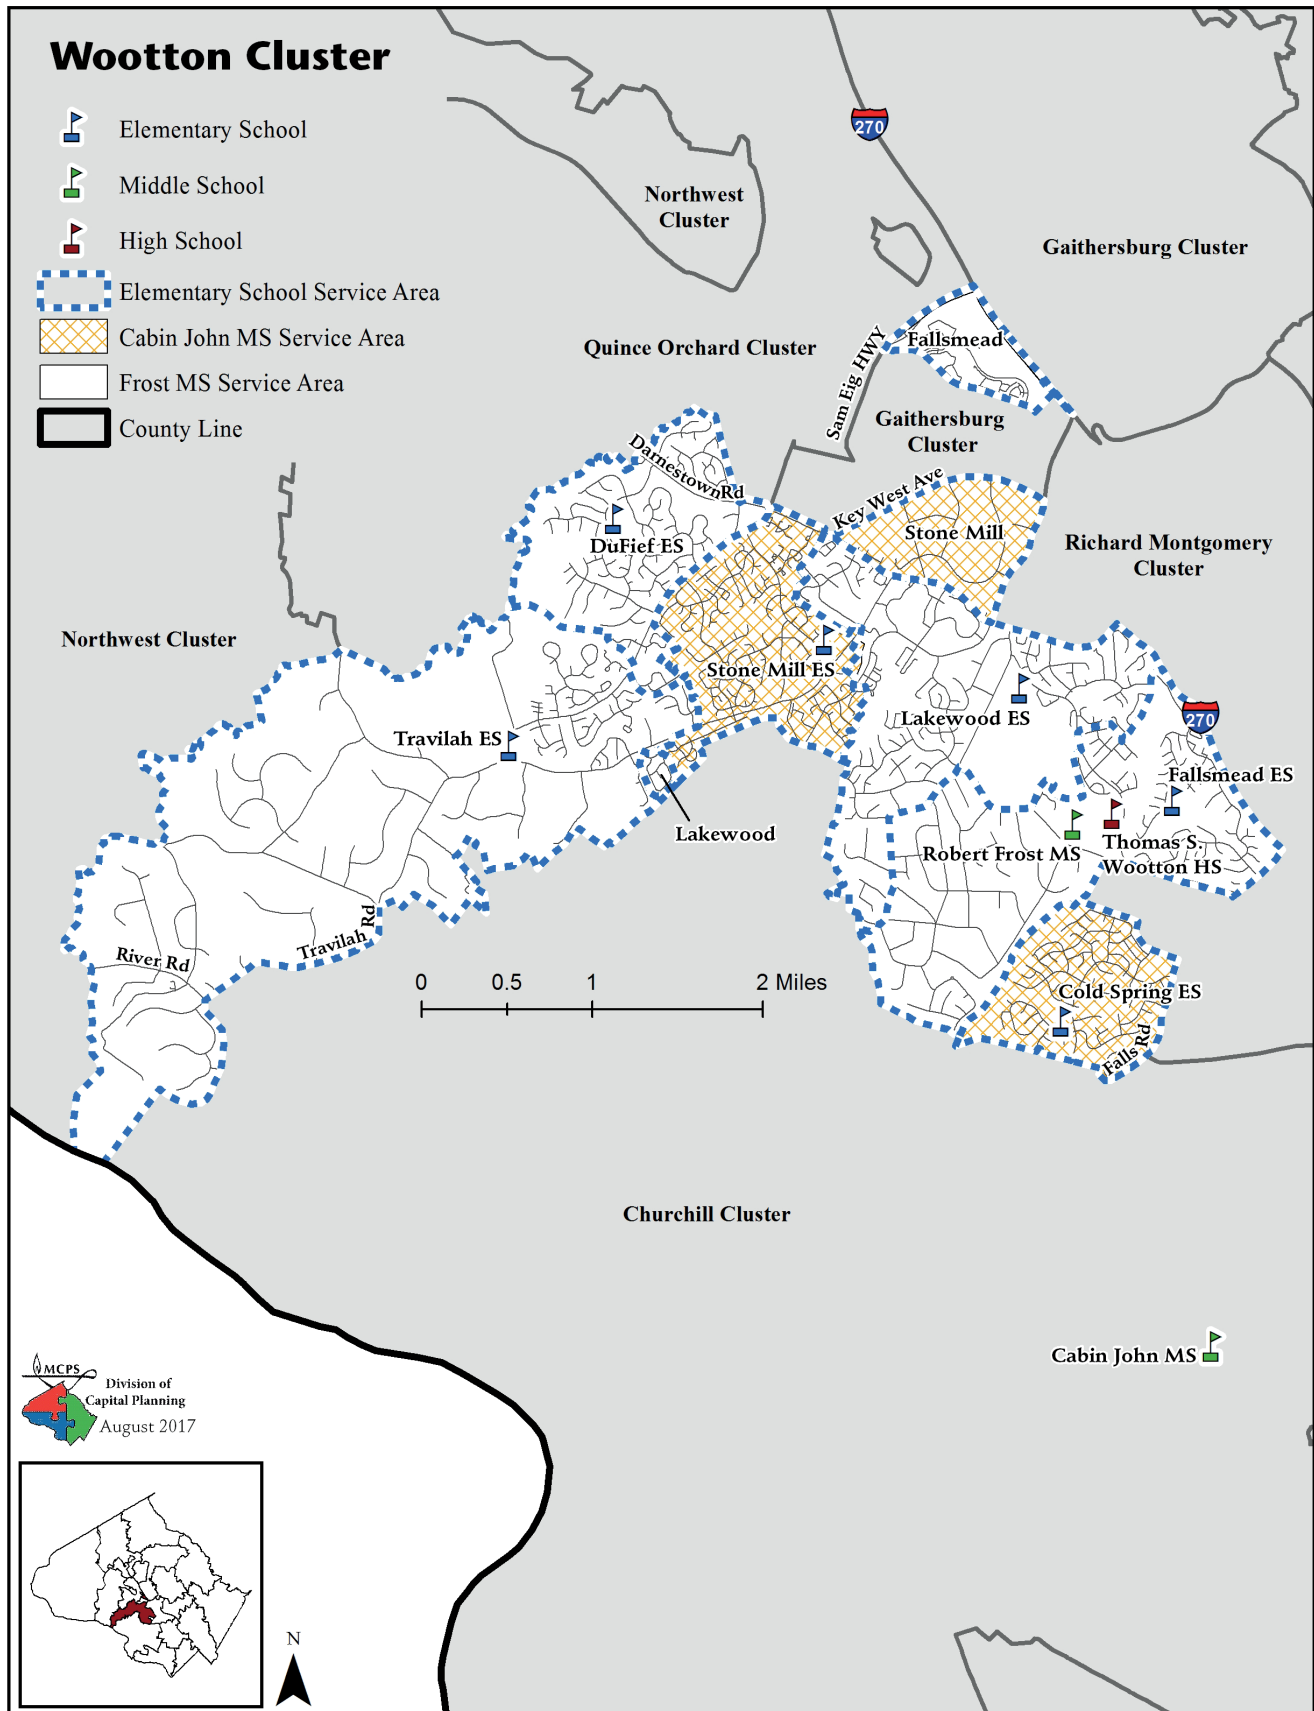 Wootton Cluster
Elementary School
Middle School
High School
Elementary School Service Area
Cabin John MS Service Area
Frost MS Service Area
County Line
270
Northwest
Cluster
Gaithersburg Cluster
Quince Orchard Cluster
Sam Eig HWY
Fallsmead
Gaithersburg
Cluster
Darnestown Rd
Key West Ave
DuFief ES
Stone Mill
Richard Montgomery
Cluster
Northwest Cluster
Stone Mill ES
Lakewood ES
270
Travilah ES
Fallsmead ES
Lakewood
Robert Frost MS
Thomas S.
Wootton HS
Travilah Rd
River Rd
0 0.5 1 2 Miles
Cold Spring ES
Falls Rd
Churchill Cluster
Cabin John MS
MCPS
Division of
Capital Planning
August 2017
N